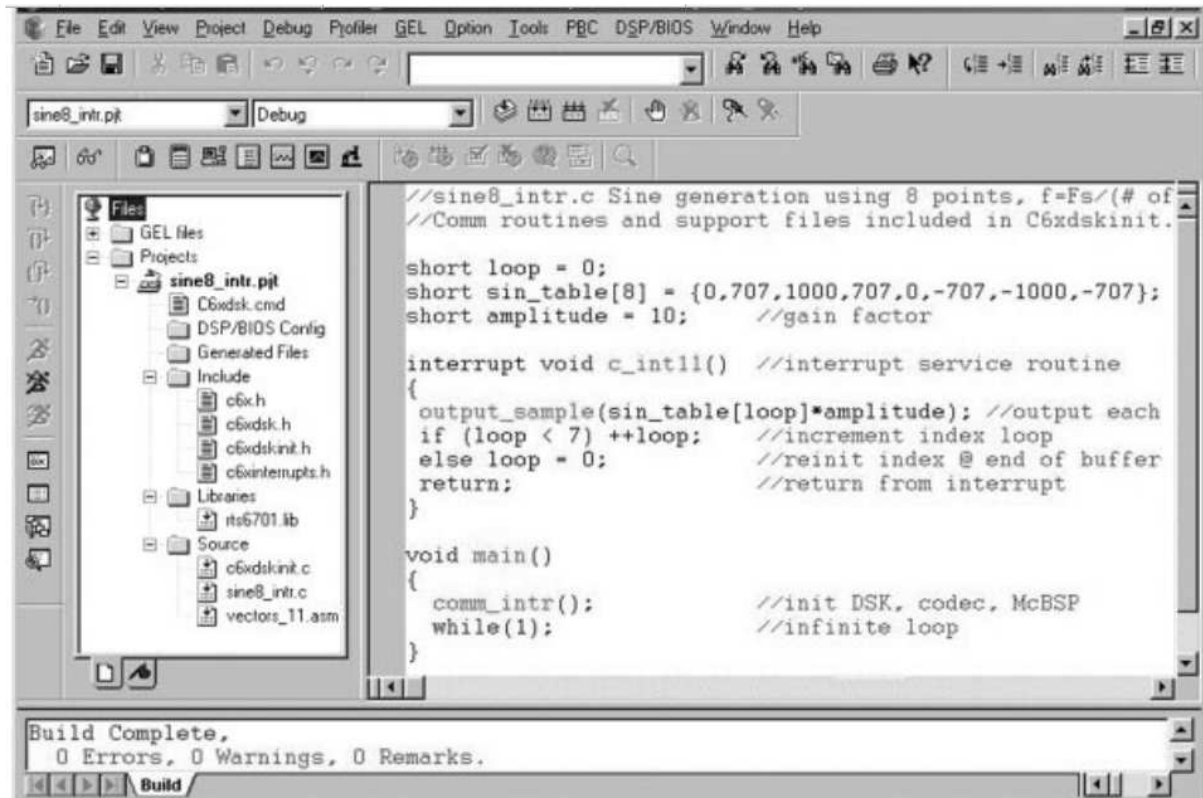 File Edit View Project Debug Profiler GEL Option Tools PBC DSP/BIOS Window Help
sine8_intr.pjt Debug
Files
GEL files
Projects
sine8_intr.pjt
C6xdsk.cmd
DSP/BIOS Config
Generated Files
Include
c6x.h
c6xdsk.h
c6xdskinit.h
c6xinterrupts.h
Libraries
rts6701.lib
Source
c6xdskinit.c
sine8_intr.c
vectors_11.asm
//sine8_intr.c Sine generation using 8 points, f=Fs/(# of
//Comm routines and support files included in C6xdskinit.
short loop = 0;
short sin_table[8] = {0,707,1000,707,0,-707,-1000,-707};
short amplitude = 10; //gain factor
interrupt void c_int11() //interrupt service routine
{
output_sample(sin_table[loop]*amplitude); //output each
if (loop < 7) ++loop; //increment index loop
else loop = 0; //reinit index @ end of buffer
return; //return from interrupt
}
void main()
{
comm_intr(); //init DSK, codec, McBSP
while(1); //infinite loop
}
Build Complete,
0 Errors, 0 Warnings, 0 Remarks.
Build